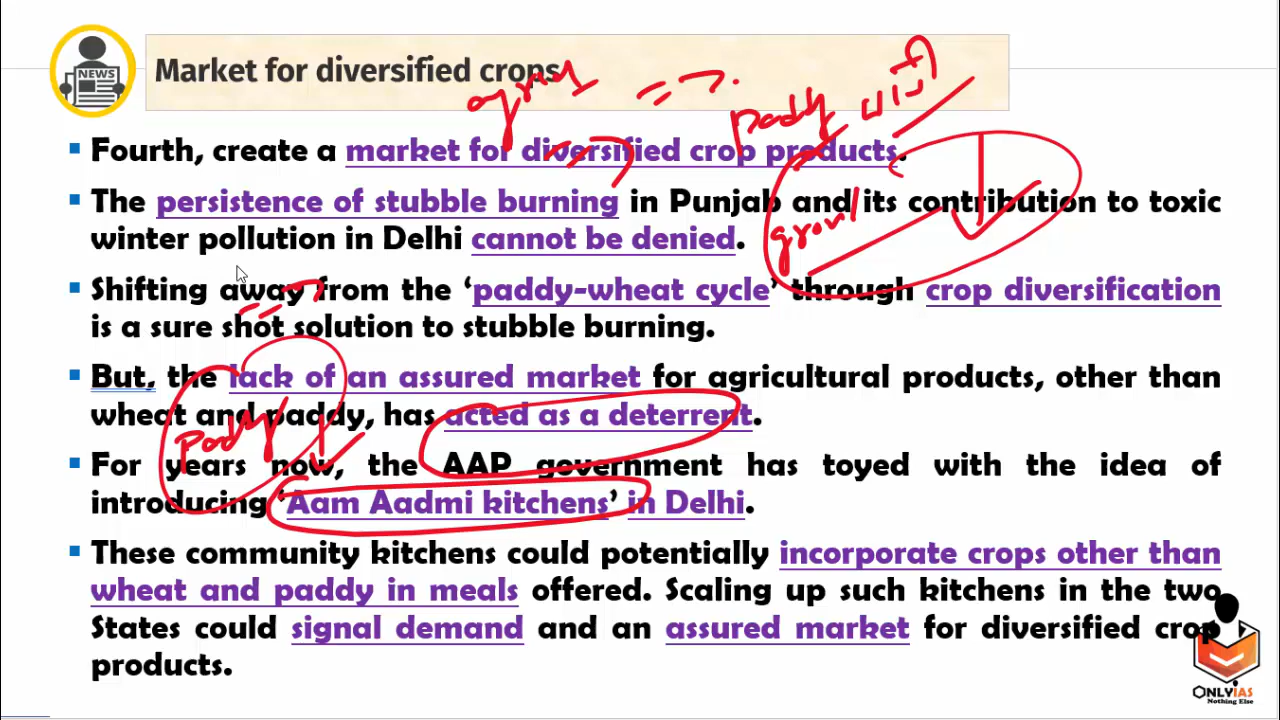 NEWS
Market for diversified crops
Fourth, create a market for diversified crop products.
The persistence of stubble burning in Punjab and its contribution to toxic
winter pollution in Delhi cannot be denied.
Shifting away from the ‘paddy-wheat cycle’ through crop diversification
is a sure shot solution to stubble burning.
But, the lack of an assured market for agricultural products, other than
wheat and paddy, has acted as a deterrent.
For years now, the AAP government has toyed with the idea of
introducing ‘Aam Aadmi kitchens’ in Delhi.
These community kitchens could potentially incorporate crops other than
wheat and paddy in meals offered. Scaling up such kitchens in the two
States could signal demand and an assured market for diversified crop
products.
paddy
Paddy
ONLYIAS
Nothing Else